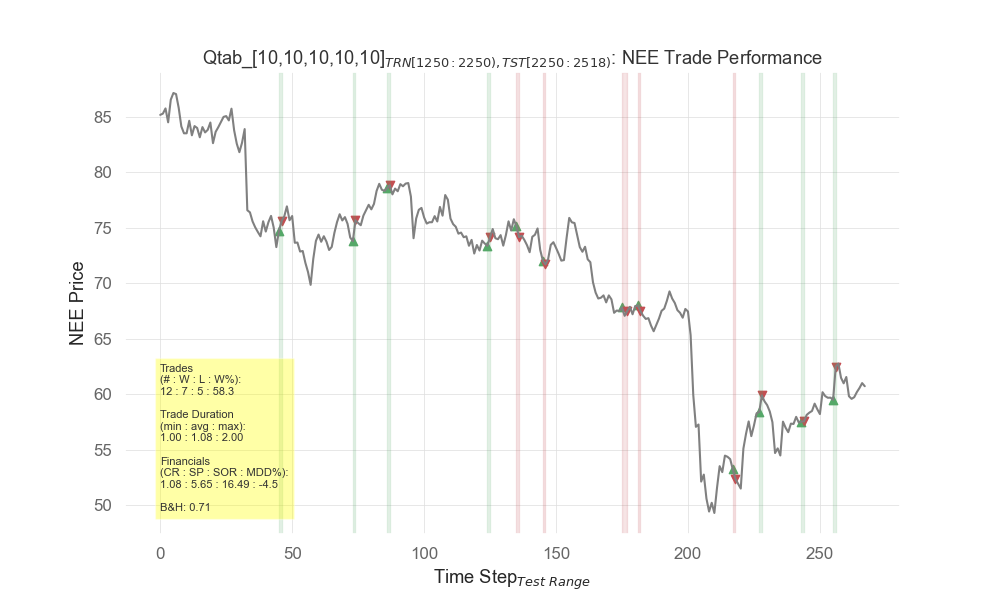 Qtab_[10,10,10,10,10]TRN[1250:2250),TST[2250:2518): NEE Trade Performance
NEE Price
85
80
75
70
65
60
55
50
Trades
(# : W : L : W%):
12 : 7 : 5 : 58.3
Trade Duration
(min : avg : max):
1.00 : 1.08 : 2.00
Financials
(CR : SP : SOR : MDD%):
1.08 : 5.65 : 16.49 : -4.5
B&H: 0.71
0 50 100 150 200 250
Time StepTest Range